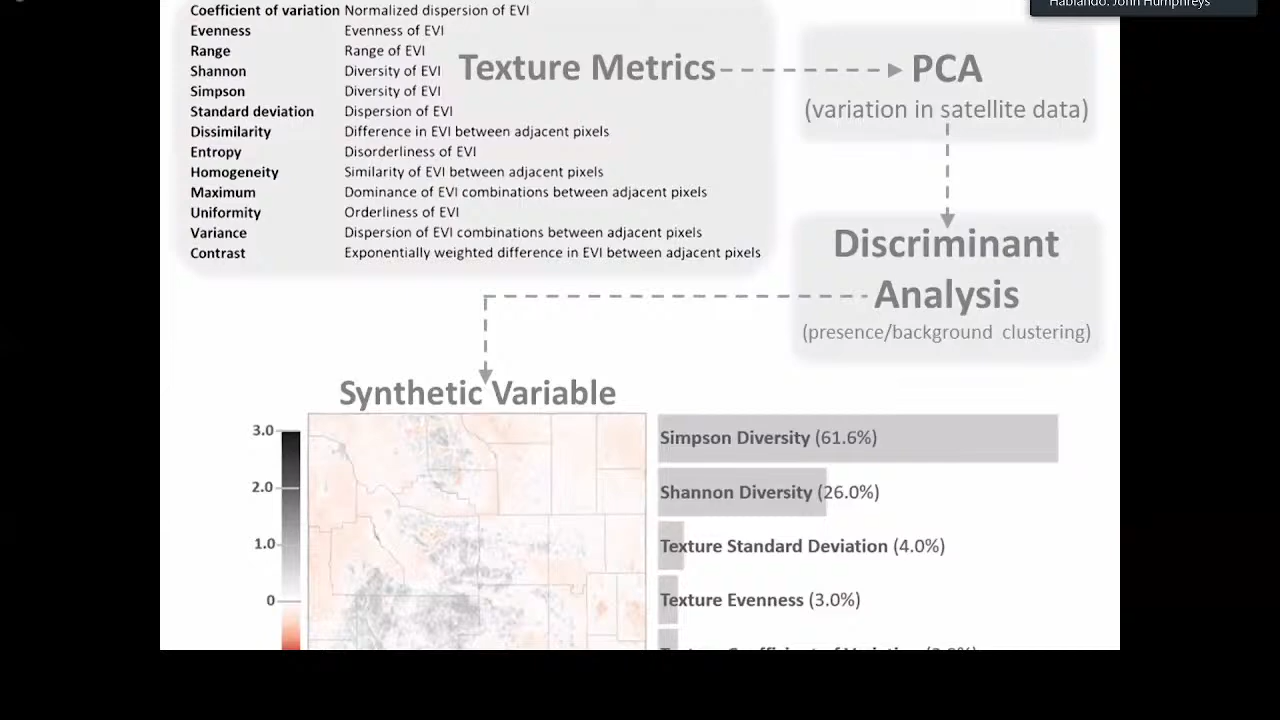 Hablando: John Humphreys
Coefficient of variation Normalized dispersion of EVI
Evenness Evenness of EVI
Range Range of EVI
Shannon Diversity of EVI
Simpson Diversity of EVI
Standard deviation Dispersion of EVI
Dissimilarity Difference in EVI between adjacent pixels
Entropy Disorderliness of EVI
Homogeneity Similarity of EVI between adjacent pixels
Maximum Dominance of EVI combinations between adjacent pixels
Uniformity Orderliness of EVI
Variance Dispersion of EVI combinations between adjacent pixels
Contrast Exponentially weighted difference in EVI between adjacent pixels
Texture Metrics
PCA
(variation in satellite data)
Discriminant
Analysis
(presence/background clustering)
Synthetic Variable
3.0
2.0
1.0
0
Simpson Diversity (61.6%)
Shannon Diversity (26.0%)
Texture Standard Deviation (4.0%)
Texture Evenness (3.0%)
Texture Coefficient of Variation